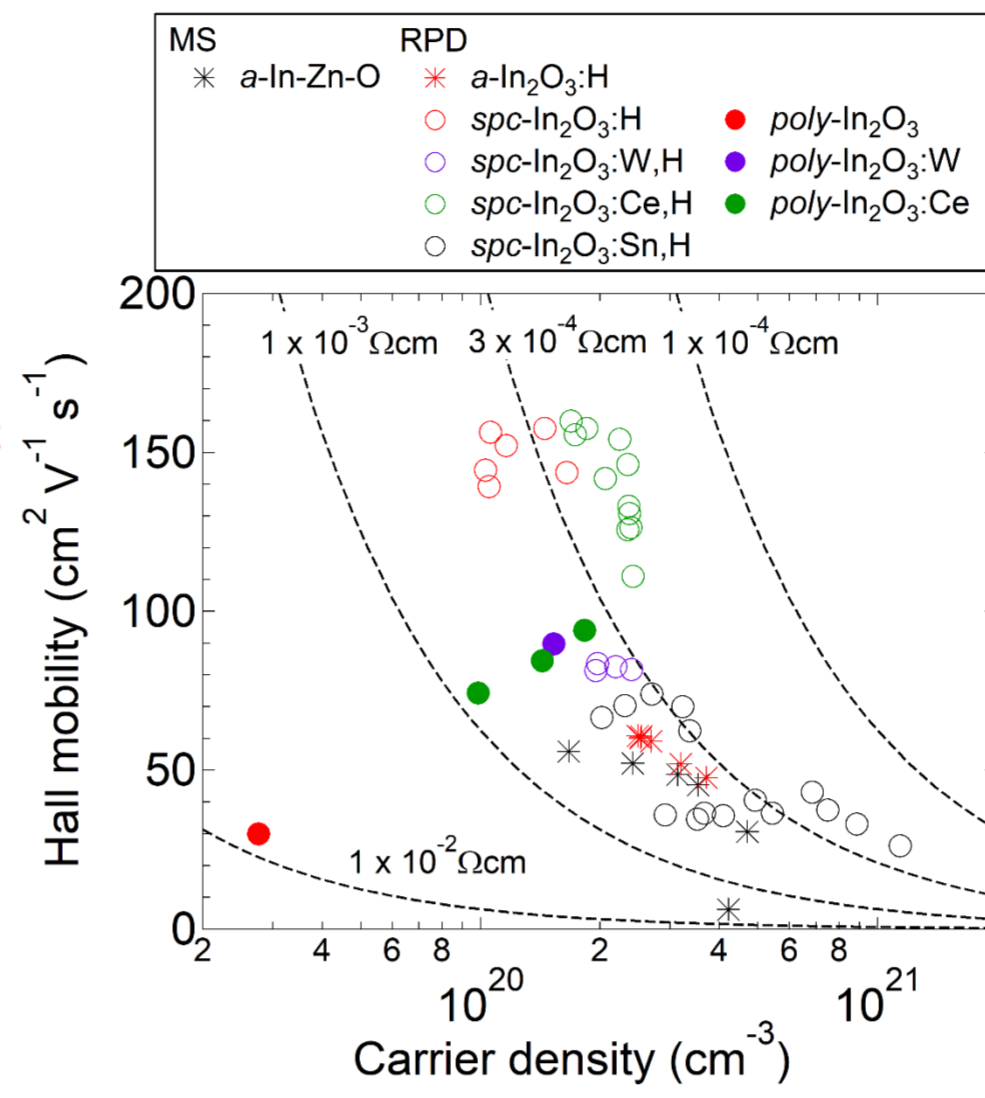 MS RPD
a-In-Zn-O a-In₂O₃:H
spc-In₂O₃:H poly-In₂O₃
spc-In₂O₃:W,H poly-In₂O₃:W
spc-In₂O₃:Ce,H poly-In₂O₃:Ce
spc-In₂O₃:Sn,H
200
1 x 10⁻³Ωcm 3 x 10⁻⁴Ωcm 1 x 10⁻⁴Ωcm
150
100
50
1 x 10⁻²Ωcm
0
Hall mobility (cm² V⁻¹ s⁻¹)
2 4 6 8 2 4 6 8
10²⁰ 10²¹
Carrier density (cm⁻³)